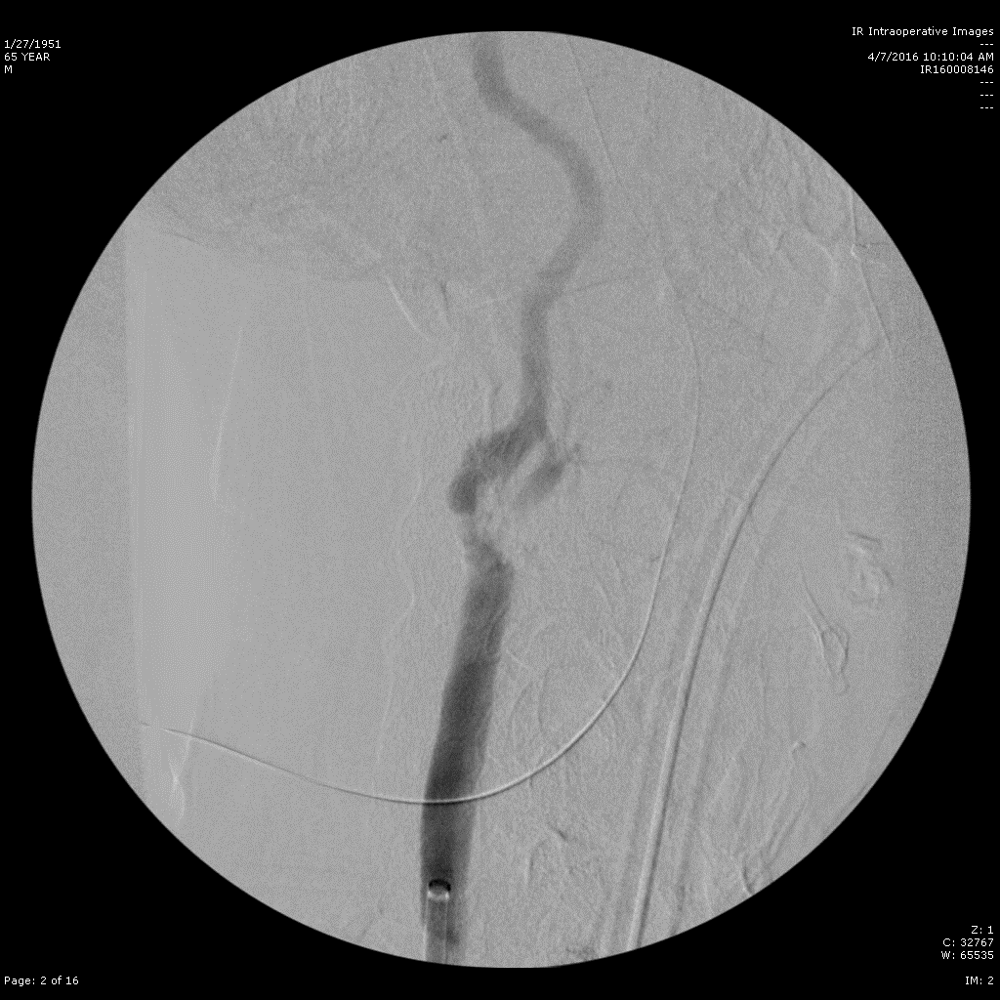 1/27/1951
65 YEAR
M
IR Intraoperative Images
---
4/7/2016 10:10:04 AM
IR160008146
---
---
---
Z: 1
C: 32767
W: 65535
Page: 2 of 16
IM: 2